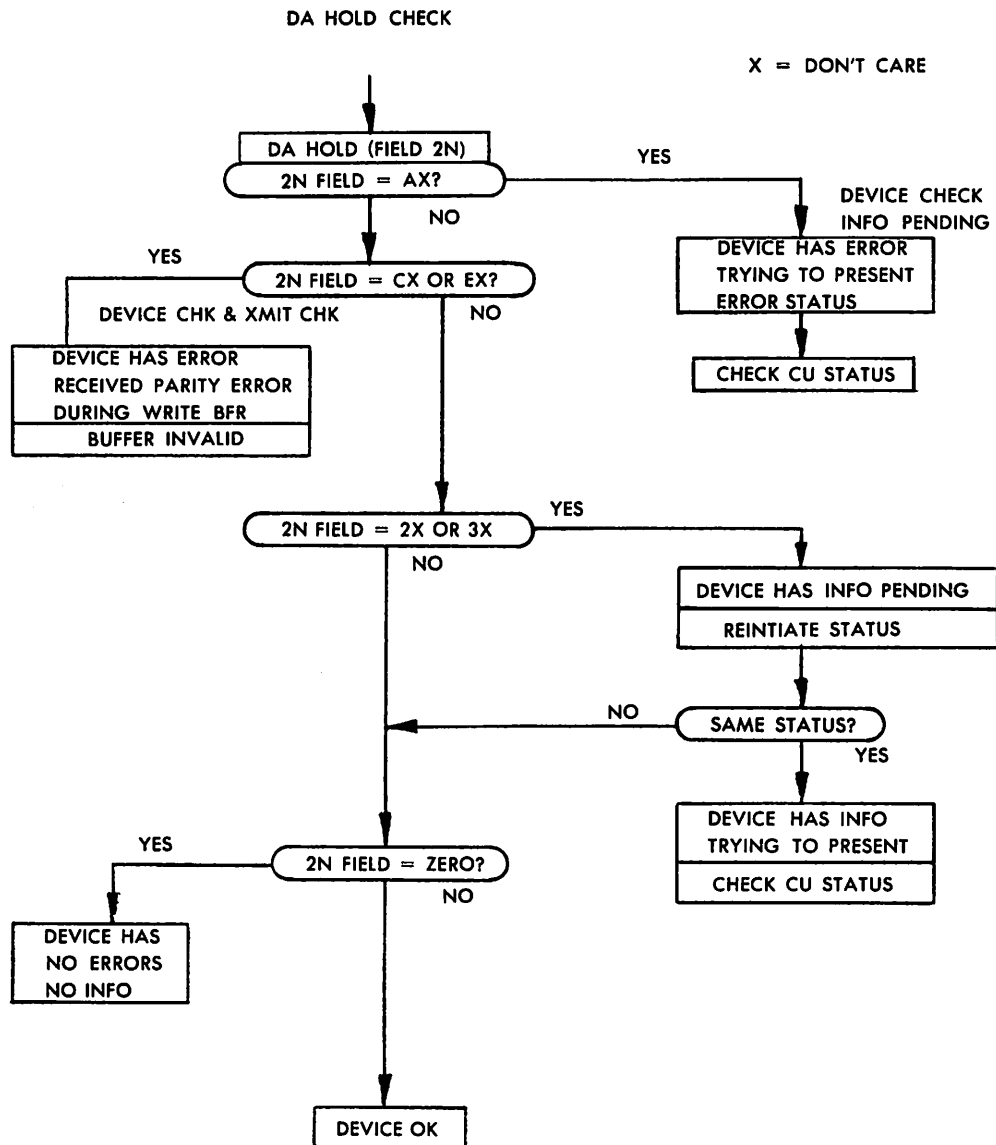 DA HOLD CHECK
X = DON'T CARE
DA HOLD (FIELD 2N)
2N FIELD = AX?
YES
NO
DEVICE CHECK
INFO PENDING
DEVICE HAS ERROR
TRYING TO PRESENT
ERROR STATUS
CHECK CU STATUS
YES
2N FIELD = CX OR EX?
NO
DEVICE CHK & XMIT CHK
DEVICE HAS ERROR
RECEIVED PARITY ERROR
DURING WRITE BFR
BUFFER INVALID
2N FIELD = 2X OR 3X
YES
NO
DEVICE HAS INFO PENDING
REINTIATE STATUS
NO
SAME STATUS?
YES
DEVICE HAS INFO
TRYING TO PRESENT
CHECK CU STATUS
YES
2N FIELD = ZERO?
NO
DEVICE HAS
NO ERRORS
NO INFO
DEVICE OK